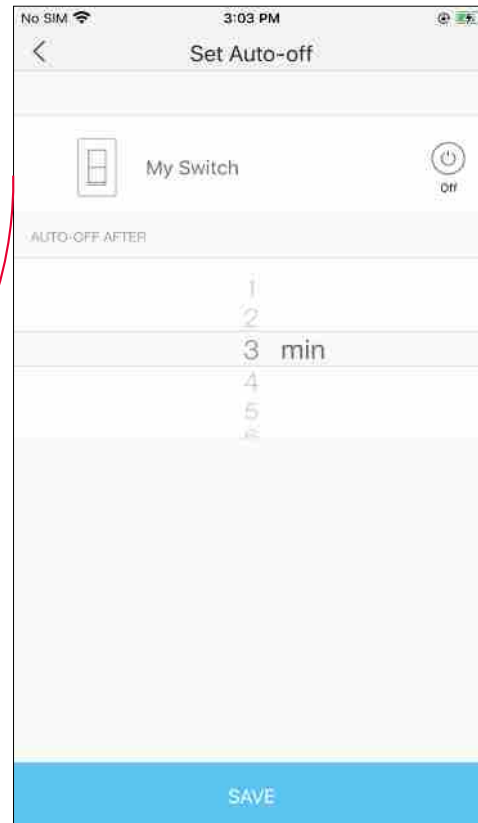 No SIM 3:03 PM
Set Auto-off
My Switch
Off
AUTO-OFF AFTER
1
2
3 min
4
5
6
SAVE